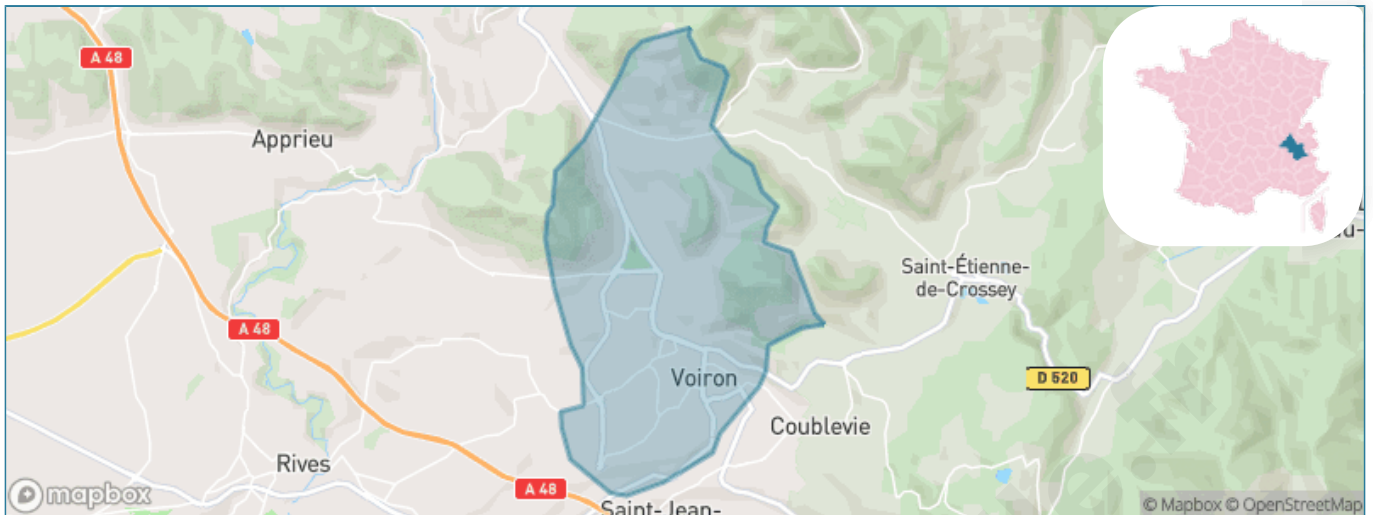 A 48
Apprieu
Saint-Étienne-
de-Crossey
A 48
Voiron
D 520
Coublevie
Rives
A 48
Saint-Jean-
mapbox
© Mapbox © OpenStreetMap